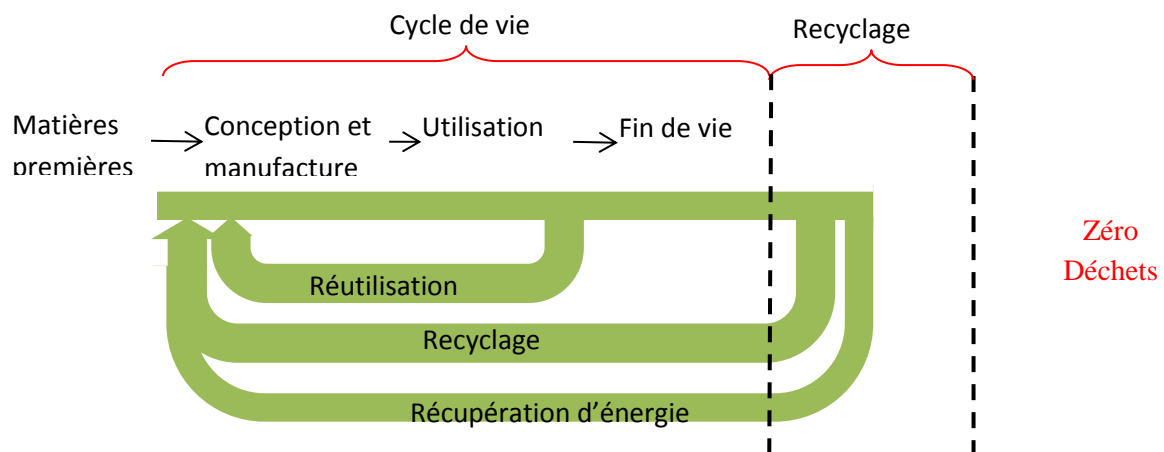 Cycle de vie
Recyclage
Matières
premières
Conception et
manufacture
Utilisation
Fin de vie
Zéro
Déchets
Réutilisation
Recyclage
Récupération d’énergie